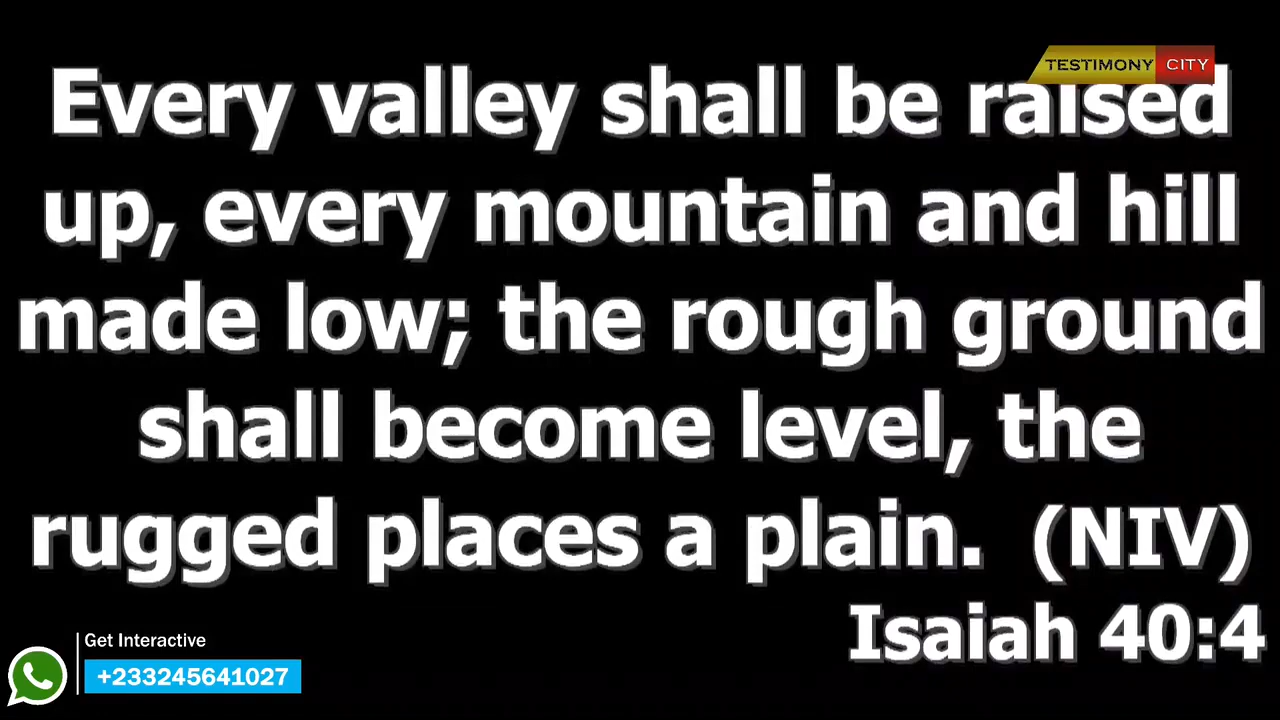 TESTIMONY CITY
Every valley shall be raised
up, every mountain and hill
made low; the rough ground
shall become level, the
rugged places a plain. (NIV)
Isaiah 40:4
Get Interactive
+233245641027